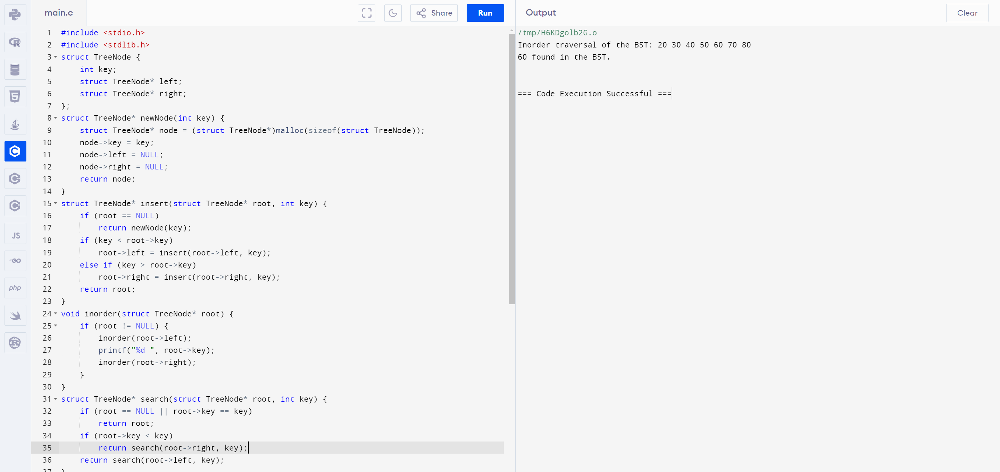 main.c
Share
Run
Output
Clear
1 #include <stdio.h>
2 #include <stdlib.h>
3 struct TreeNode {
4     int key;
5     struct TreeNode* left;
6     struct TreeNode* right;
7 };
8 struct TreeNode* newNode(int key) {
9     struct TreeNode* node = (struct TreeNode*)malloc(sizeof(struct TreeNode));
10     node->key = key;
11     node->left = NULL;
12     node->right = NULL;
13     return node;
14 }
15 struct TreeNode* insert(struct TreeNode* root, int key) {
16     if (root == NULL)
17         return newNode(key);
18     if (key < root->key)
19         root->left = insert(root->left, key);
20     else if (key > root->key)
21         root->right = insert(root->right, key);
22     return root;
23 }
24 void inorder(struct TreeNode* root) {
25     if (root != NULL) {
26         inorder(root->left);
27         printf("%d ", root->key);
28         inorder(root->right);
29     }
30 }
31 struct TreeNode* search(struct TreeNode* root, int key) {
32     if (root == NULL || root->key == key)
33         return root;
34     if (root->key < key)
35         return search(root->right, key);
36     return search(root->left, key);
37 }
/tmp/H6KDgolb2G.o
Inorder traversal of the BST: 20 30 40 50 60 70 80
60 found in the BST.
=== Code Execution Successful ===
R
5
C
C
C
JS
GO
php
R